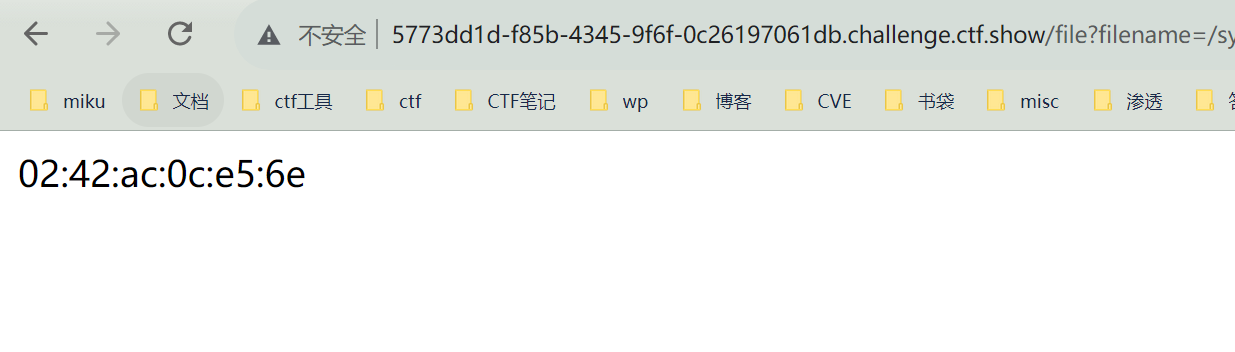 不安全 5773dd1d-f85b-4345-9f6f-0c26197061db.challenge.ctf.show/file?filename=/sy
miku 文档 ctf工具 ctf CTF笔记 wp 博客 CVE 书袋 misc 渗透
02:42:ac:0c:e5:6e